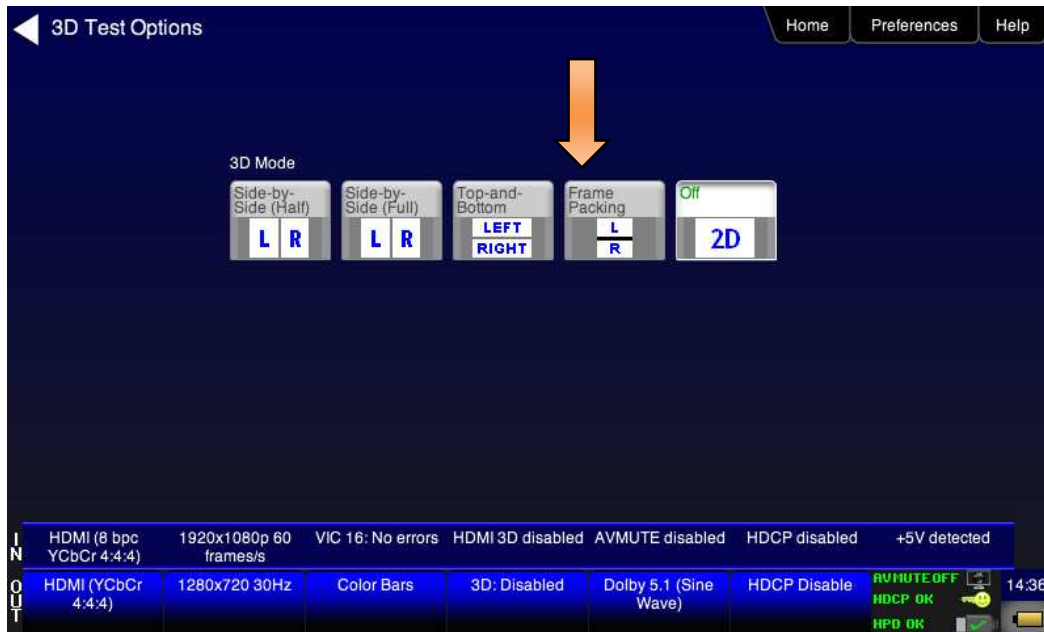 3D Test Options
Home
Preferences
Help
3D Mode
Side-by-
Side (Half)
L R
Side-by-
Side (Full)
L R
Top-and-
Bottom
LEFT
RIGHT
Frame
Packing
L
R
Off
2D
IN
HDMI (8 bpc
YCbCr 4:4:4)
1920x1080p 60
frames/s
VIC 16: No errors
HDMI 3D disabled
AVMUTE disabled
HDCP disabled
+5V detected
OUT
HDMI (YCbCr
4:4:4)
1280x720 30Hz
Color Bars
3D: Disabled
Dolby 5.1 (Sine
Wave)
HDCP Disable
AVMUTEOFF
HDCP OK
HPD OK
14:36